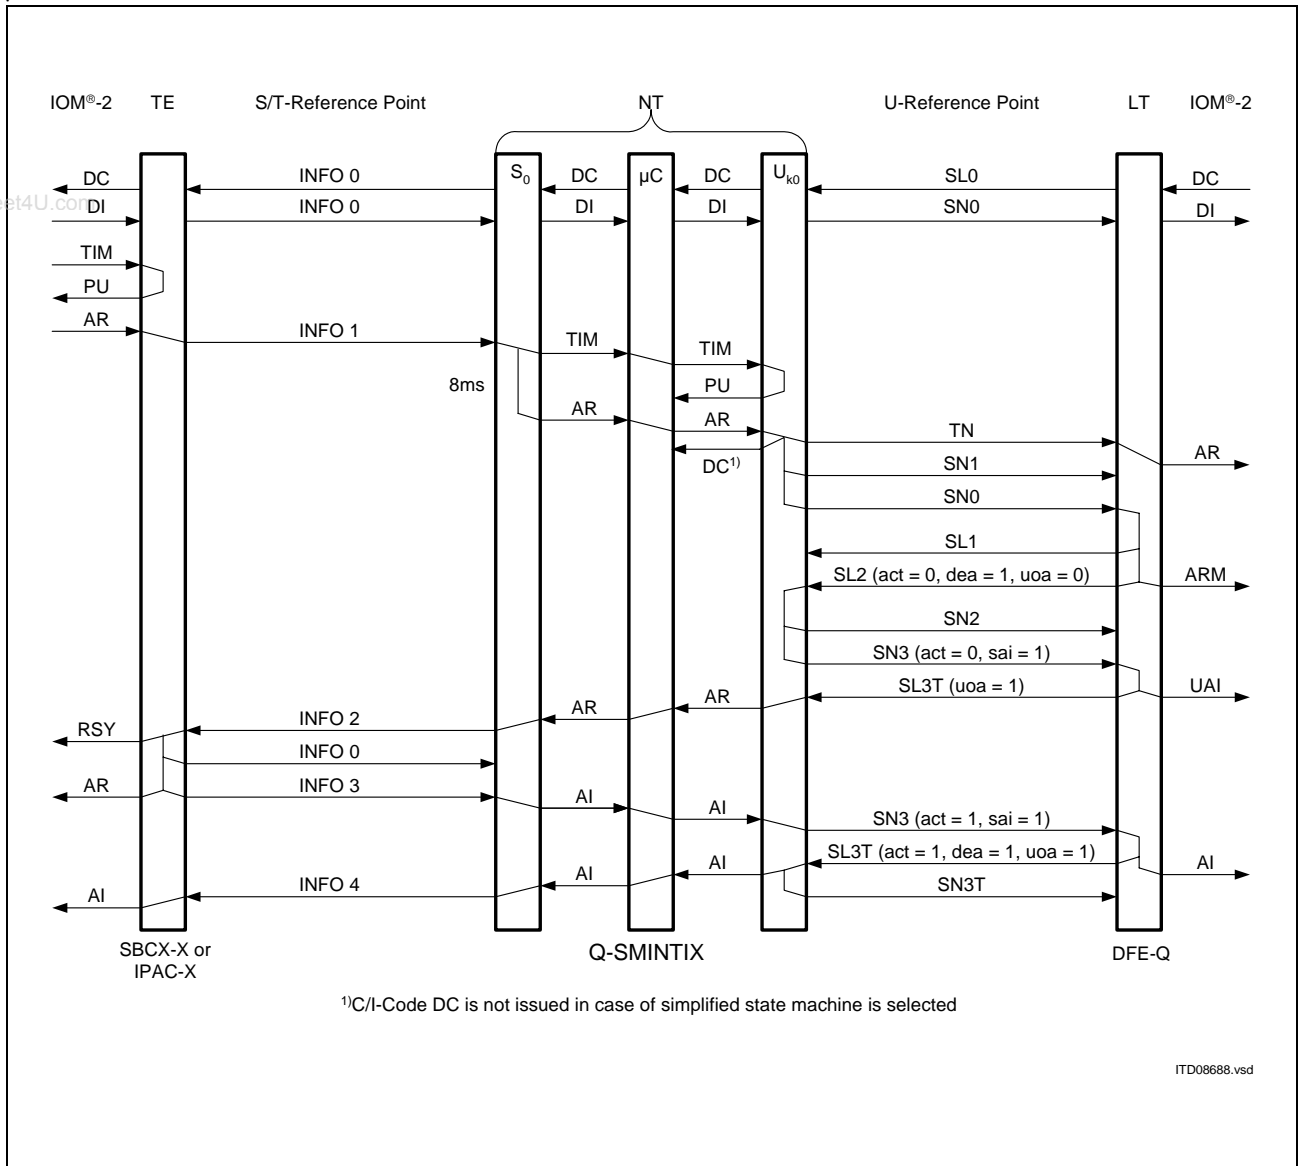 IOM®-2 TE S/T-Reference Point NT U-Reference Point LT IOM®-2
S0 µC Uk0
DC INFO 0 DC DC SL0 DC
et4U.com
DI INFO 0 DI DI SN0 DI
TIM
PU
AR INFO 1 TIM TIM
8ms PU
AR AR TN
DC1) SN1 AR
SN0
SL1
SL2 (act = 0, dea = 1, uoa = 0) ARM
SN2
SN3 (act = 0, sai = 1)
AR AR SL3T (uoa = 1) UAI
RSY INFO 2
INFO 0
AR INFO 3 AI AI SN3 (act = 1, sai = 1)
AI AI SL3T (act = 1, dea = 1, uoa = 1) AI
AI INFO 4 SN3T
SBCX-X or
IPAC-X
Q-SMINTIX
DFE-Q
1)C/I-Code DC is not issued in case of simplified state machine is selected
ITD08688.vsd